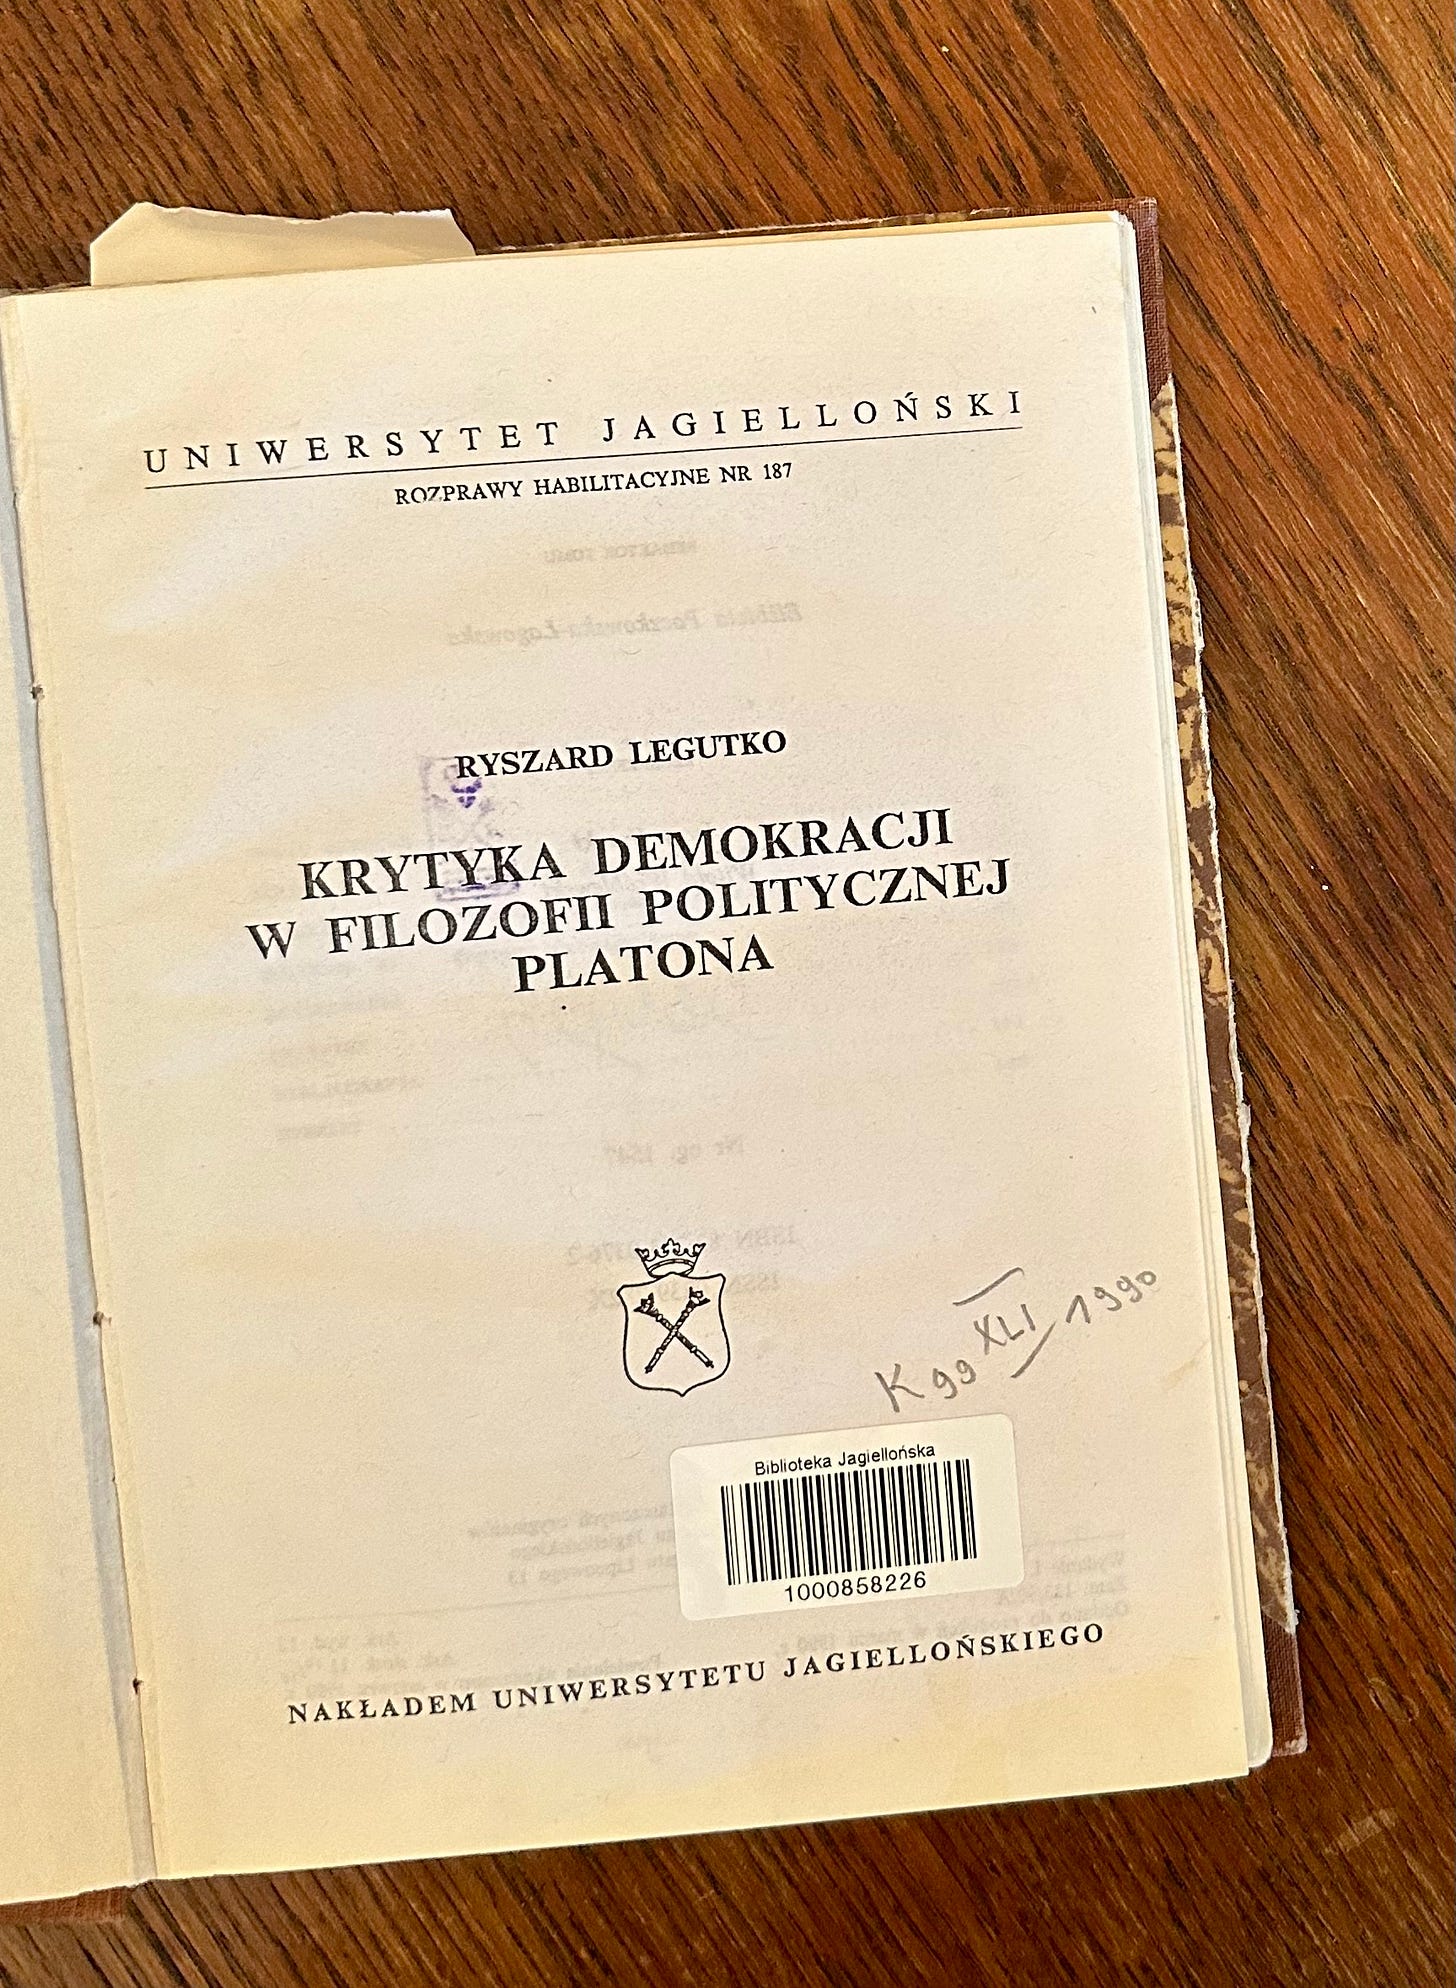 UNIWERSYTET JAGIELLOŃSKI
ROZPRAWY HABILITACYJNE NR 187
RYSZARD LEGUTKO
KRYTYKA DEMOKRACJI
W FILOZOFII POLITYCZNEJ
PLATONA
K 99 XLI 1990
Biblioteka Jagiellońska
1000858226
NAKŁADEM UNIWERSYTETU JAGIELLOŃSKIEGO